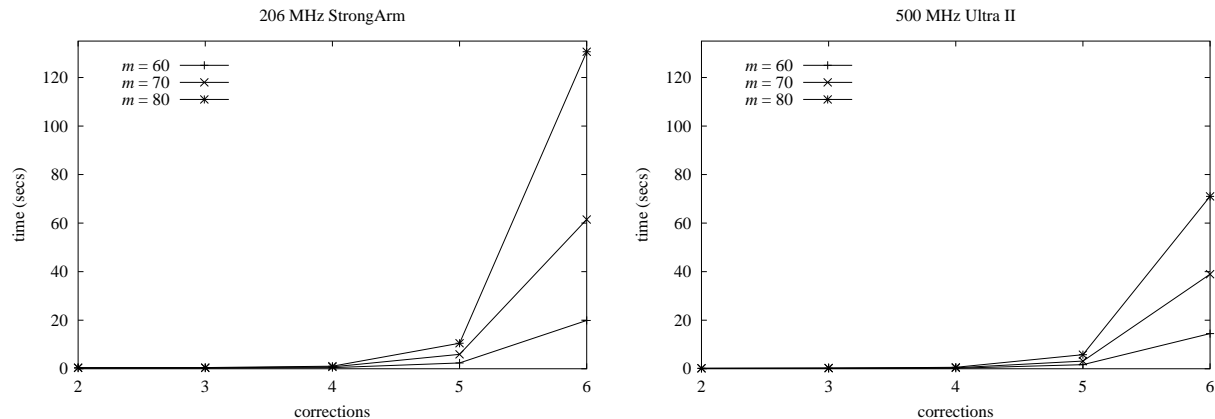 206 MHz StrongArm
m = 60
m = 70
m = 80
time (secs)
120
100
80
60
40
20
0
2 3 4 5 6
corrections
500 MHz Ultra II
m = 60
m = 70
m = 80
time (secs)
120
100
80
60
40
20
0
2 3 4 5 6
corrections